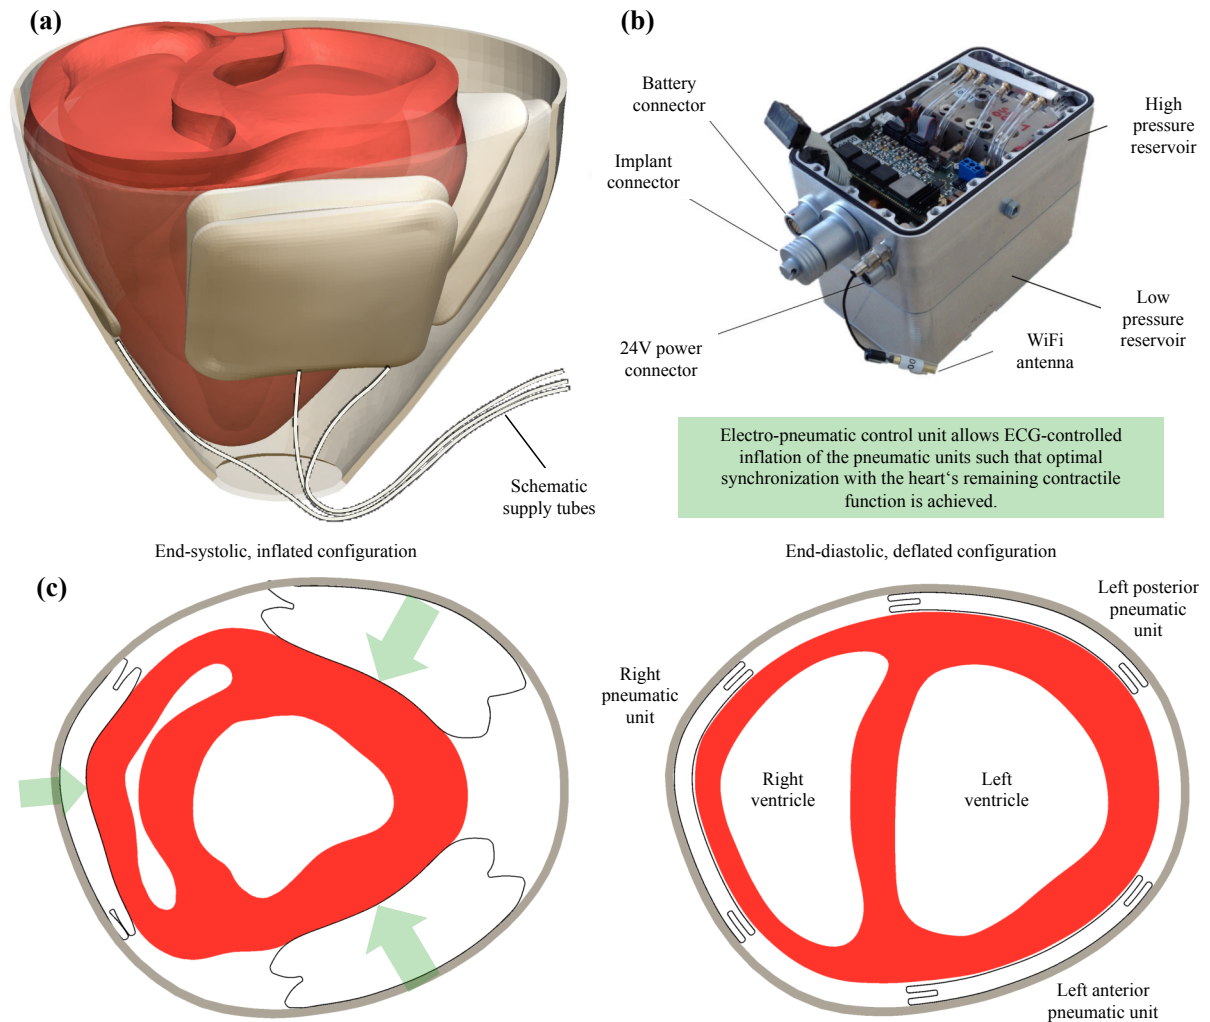 (a)
Schematic
supply tubes
(b)
Battery
connector
Implant
connector
24V power
connector
High
pressure
reservoir
Low
pressure
reservoir
WiFi
antenna
Electro-pneumatic control unit allows ECG-controlled
inflation of the pneumatic units such that optimal
synchronization with the heart‘s remaining contractile
function is achieved.
(c)
End-systolic, inflated configuration
End-diastolic, deflated configuration
Right
pneumatic
unit
Left posterior
pneumatic
unit
Right
ventricle
Left
ventricle
Left anterior
pneumatic unit